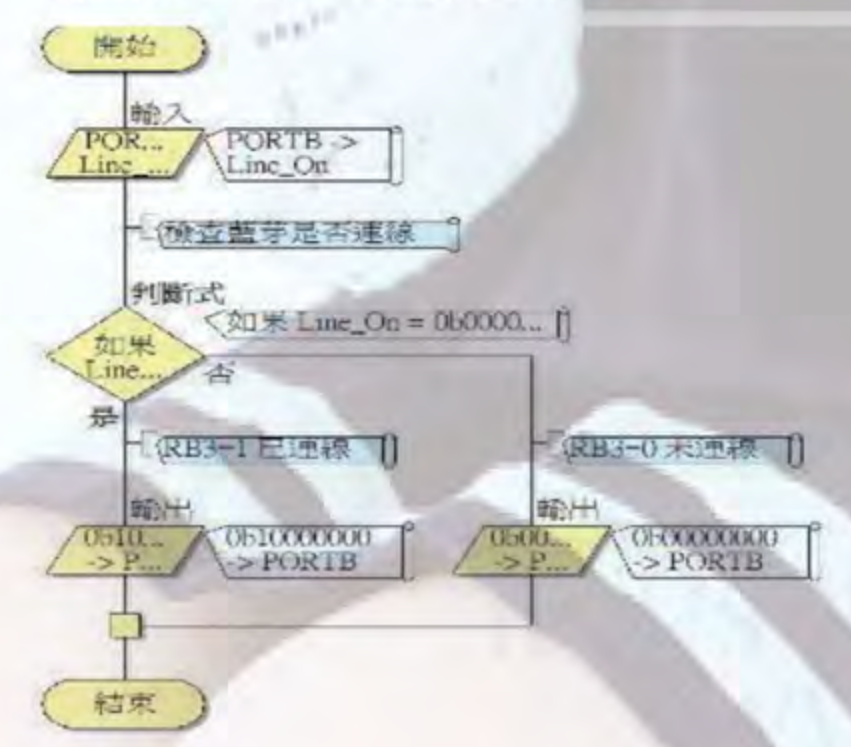 開始
輸入
POR...
Line_...
PORTB ->
Line_On
檢查藍芽是否連線
判斷式
如果 Line_On = 0b0000...
如果
Line...
否
是
RB3=1 已連線
RB3=0 未連線
輸出
0b10...
-> P...
0b10000000
-> PORTB
輸出
0b00...
-> P...
0b00000000
-> PORTB
結束